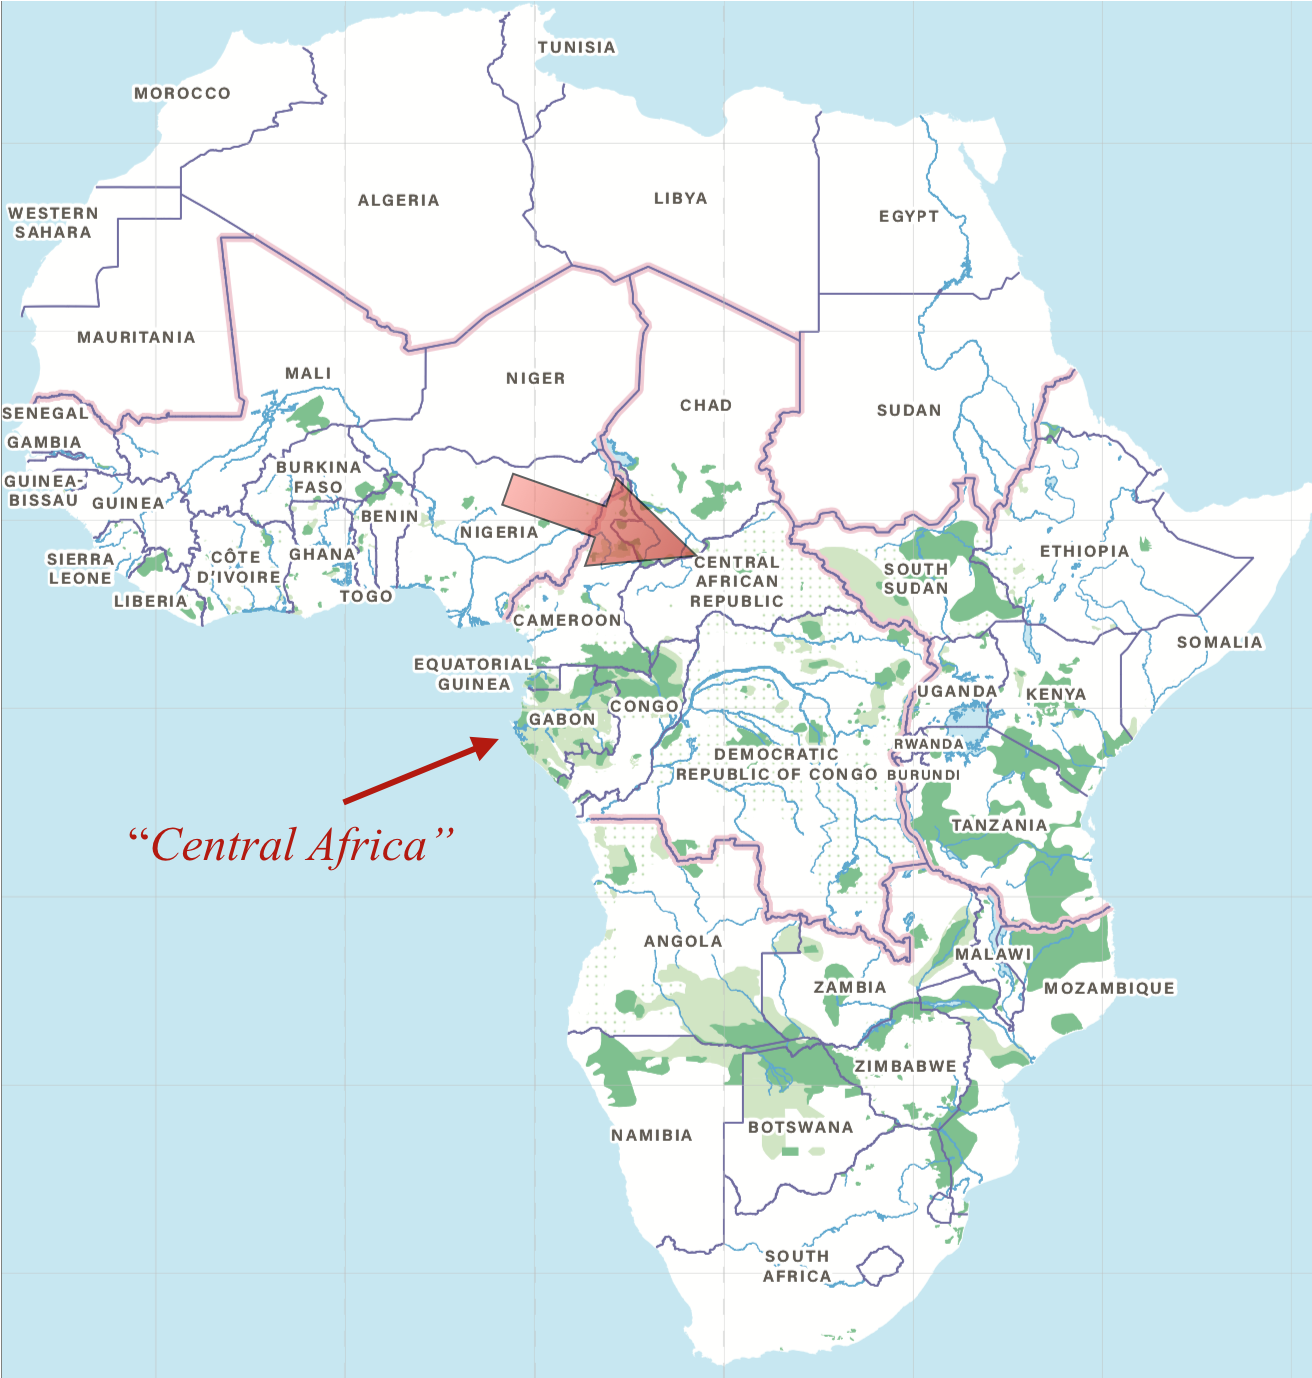 TUNISIA
MOROCCO
ALGERIA
LIBYA
EGYPT
WESTERN
SAHARA
MAURITANIA
MALI
NIGER
CHAD
SUDAN
SENEGAL
GAMBIA
GUINEA-
BISSAU
GUINEA
BURKINA
FASO
BENIN
NIGERIA
SIERRA
LEONE
CÔTE
D'IVOIRE
GHANA
TOGO
LIBERIA
CENTRAL
AFRICAN
REPUBLIC
SOUTH
SUDAN
ETHIOPIA
SOMALIA
CAMEROON
EQUATORIAL
GUINEA
GABON
CONGO
UGANDA
KENYA
RWANDA
BURUNDI
DEMOCRATIC
REPUBLIC OF CONGO
TANZANIA
“Central Africa”
ANGOLA
ZAMBIA
MALAWI
MOZAMBIQUE
ZIMBABWE
NAMIBIA
BOTSWANA
SOUTH
AFRICA